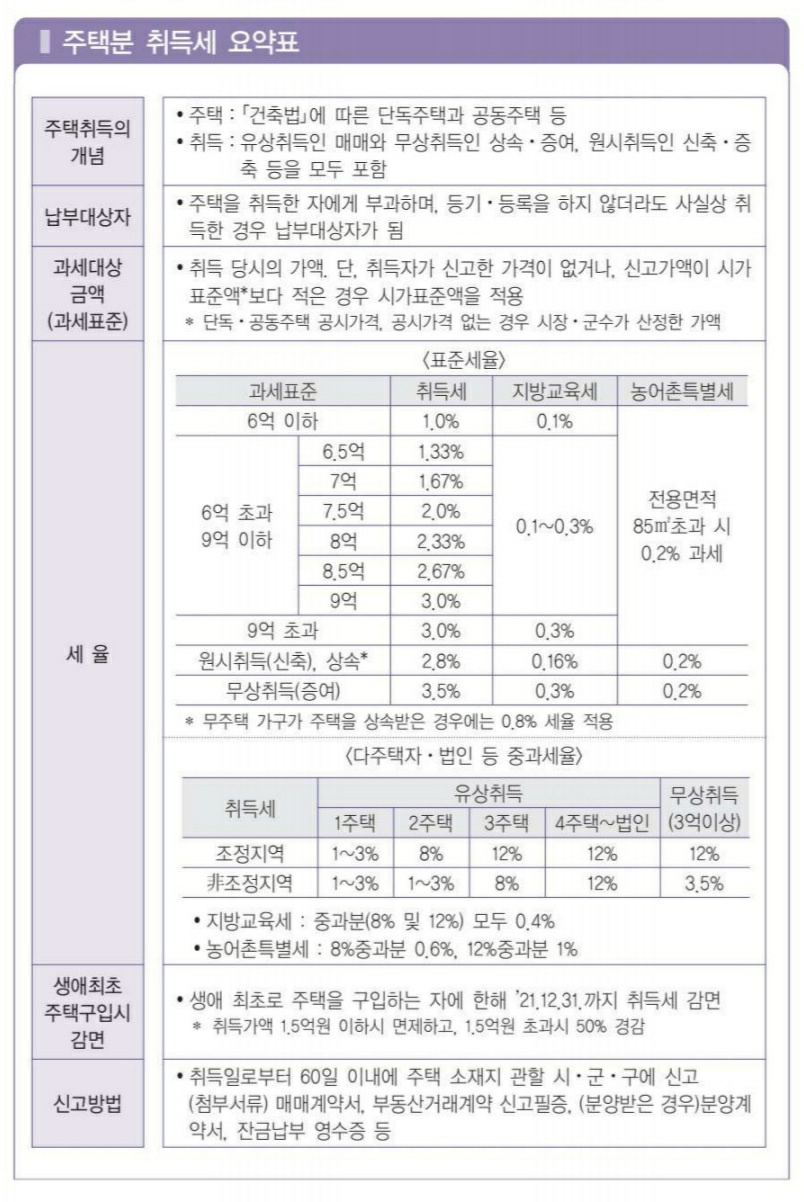 주택분 취득세 요약표
주택취득의
개념
• 주택 : 「건축법」에 따른 단독주택과 공동주택 등
• 취득 : 유상취득인 매매와 무상취득인 상속・증여, 원시취득인 신축・증
축 등을 모두 포함
납부대상자
• 주택을 취득한 자에게 부과하며, 등기・등록을 하지 않더라도 사실상 취
득한 경우 납부대상자가 됨
과세대상
금액
(과세표준)
• 취득 당시의 가액. 단, 취득자가 신고한 가격이 없거나, 신고가액이 시가
표준액*보다 적은 경우 시가표준액을 적용
* 단독・공동주택 공시가격, 공시가격 없는 경우 시장・군수가 산정한 가액
세 율
〈표준세율〉
과세표준 취득세 지방교육세 농어촌특별세
6억 이하 1.0% 0.1%
6억 초과
9억 이하
6.5억 1.33%
7억 1.67%
7.5억 2.0%
8억 2.33%
8.5억 2.67%
9억 3.0%
0.1~0.3%
전용면적
85㎡초과 시
0.2% 과세
9억 초과 3.0% 0.3%
원시취득(신축), 상속* 2.8% 0.16% 0.2%
무상취득(증여) 3.5% 0.3% 0.2%
* 무주택 가구가 주택을 상속받은 경우에는 0.8% 세율 적용
〈다주택자・법인 등 중과세율〉
취득세 유상취득 무상취득
(3억이상)
1주택 2주택 3주택 4주택~법인
조정지역 1~3% 8% 12% 12% 12%
非조정지역 1~3% 1~3% 8% 12% 3.5%
• 지방교육세 : 중과분(8% 및 12%) 모두 0.4%
• 농어촌특별세 : 8%중과분 0.6%, 12%중과분 1%
생애최초
주택구입시
감면
• 생애 최초로 주택을 구입하는 자에 한해 '21.12.31.까지 취득세 감면
* 취득가액 1.5억원 이하시 면제하고, 1.5억원 초과시 50% 경감
신고방법
• 취득일로부터 60일 이내에 주택 소재지 관할 시・군・구에 신고
(첨부서류) 매매계약서, 부동산거래계약 신고필증, (분양받은 경우)분양계
약서, 잔금납부 영수증 등